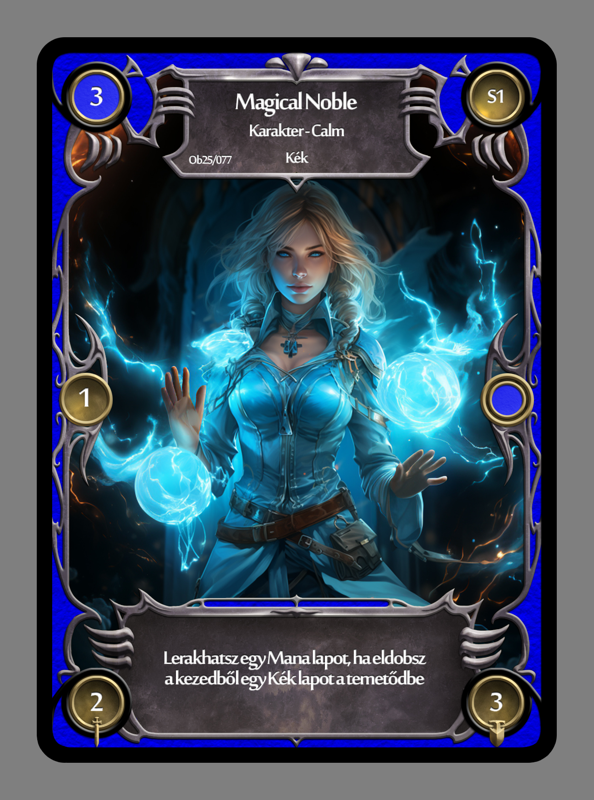 3
Magical Noble
S1
Karakter - Calm
Ob25/077
Kék
1
Lerakhatsz egy Mana lapot, ha eldobsz
a kezedből egy Kék lapot a temetődbe
2
3